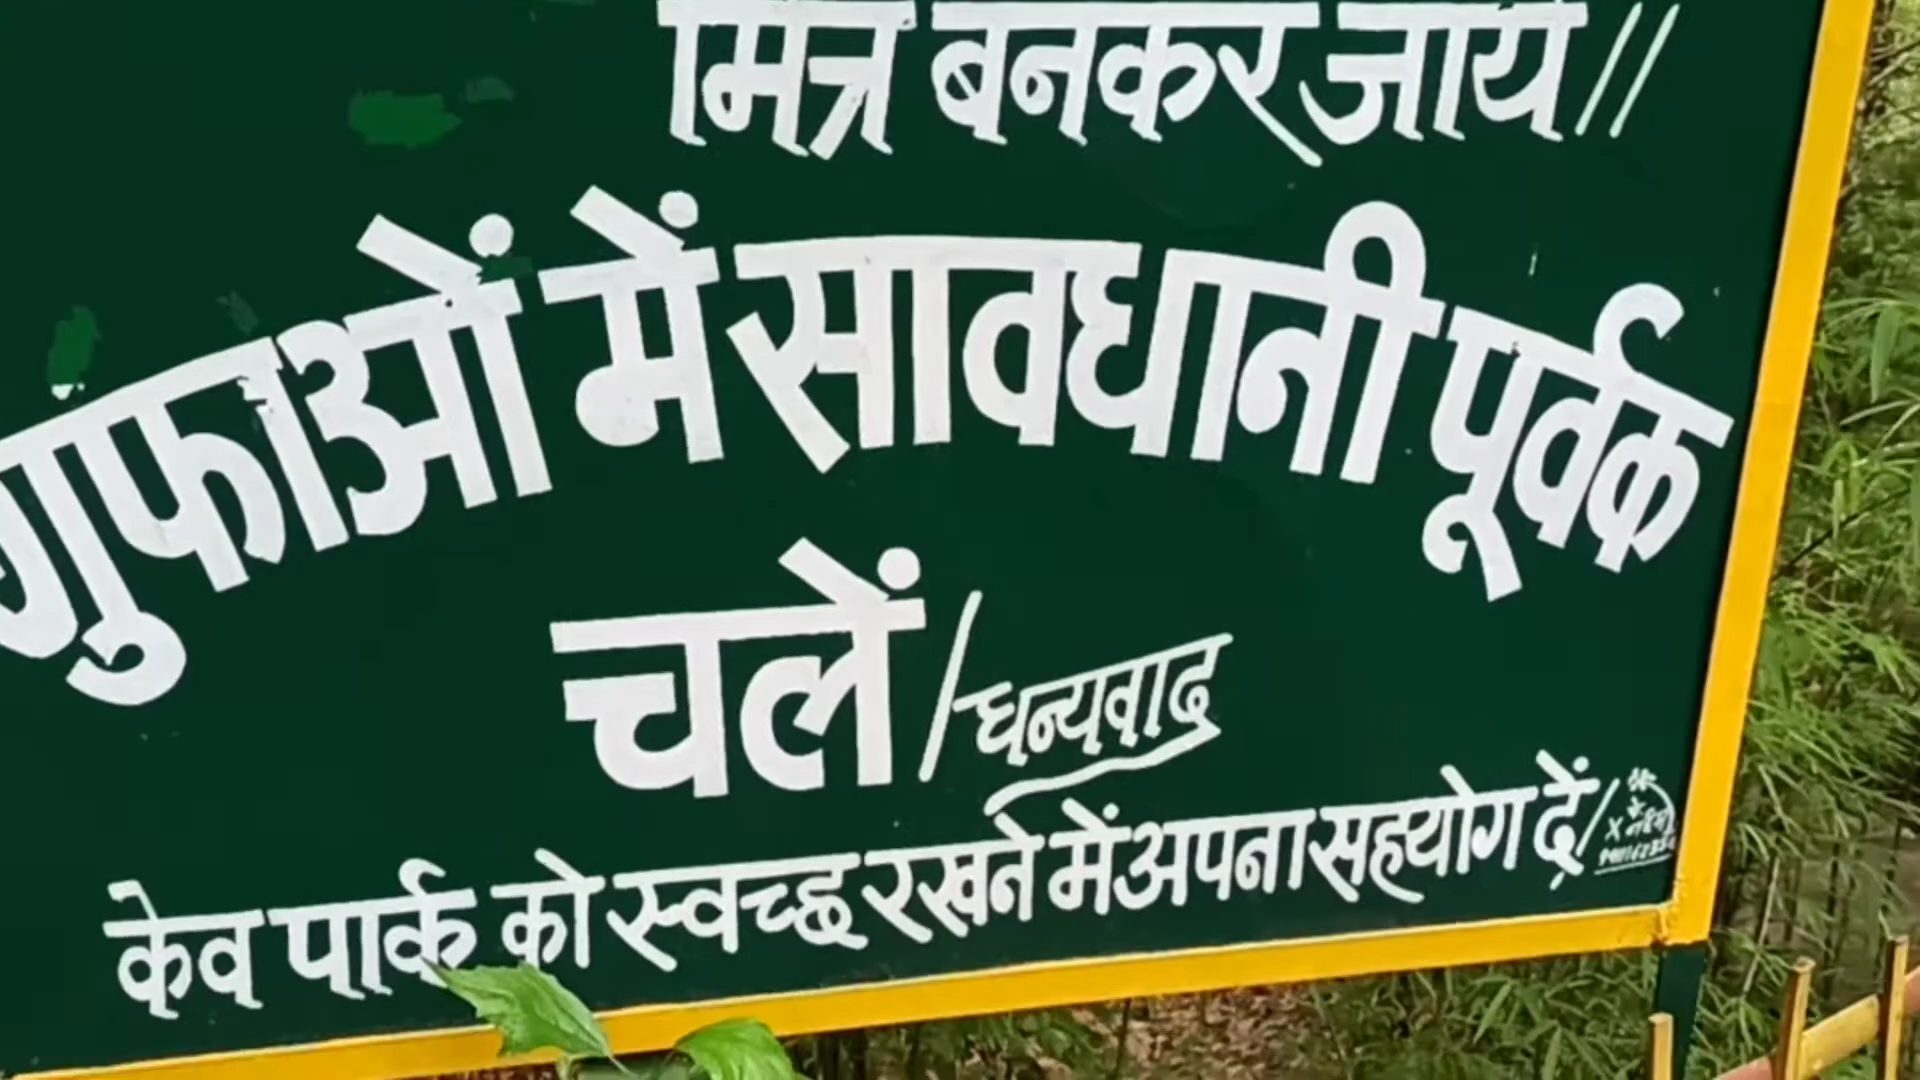 मित्र बनकर जायें//
गुफाओं में सावधानी पूर्वक
चलें/धन्यवाद
केव पार्क को स्वच्छ रखने में अपना सहयोग दें/